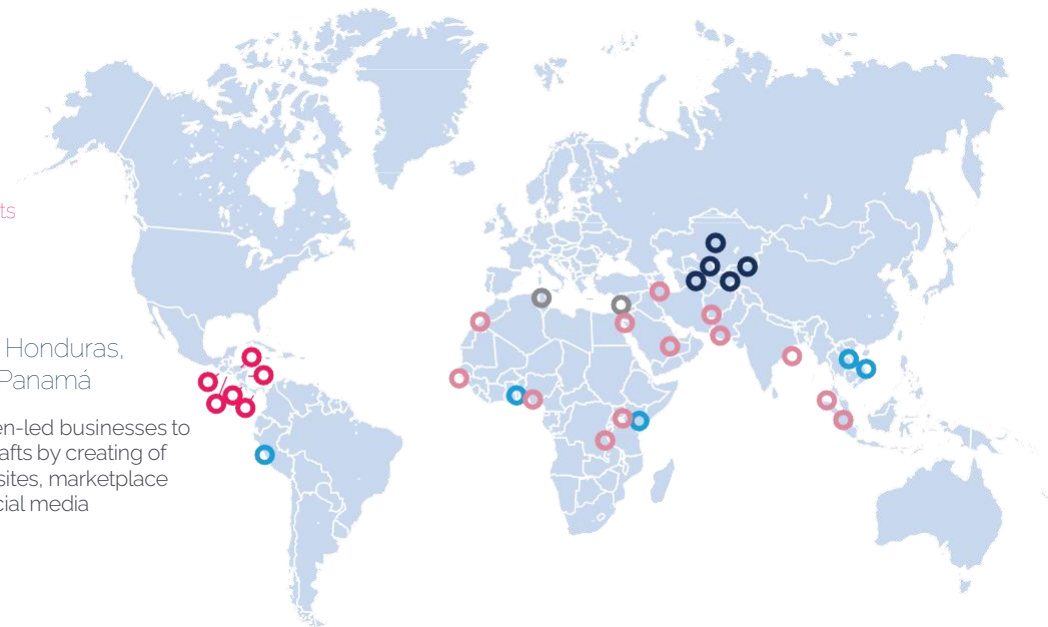 ts
Honduras,
Panamá
en-led businesses to
afts by creating of
sites, marketplace
cial media